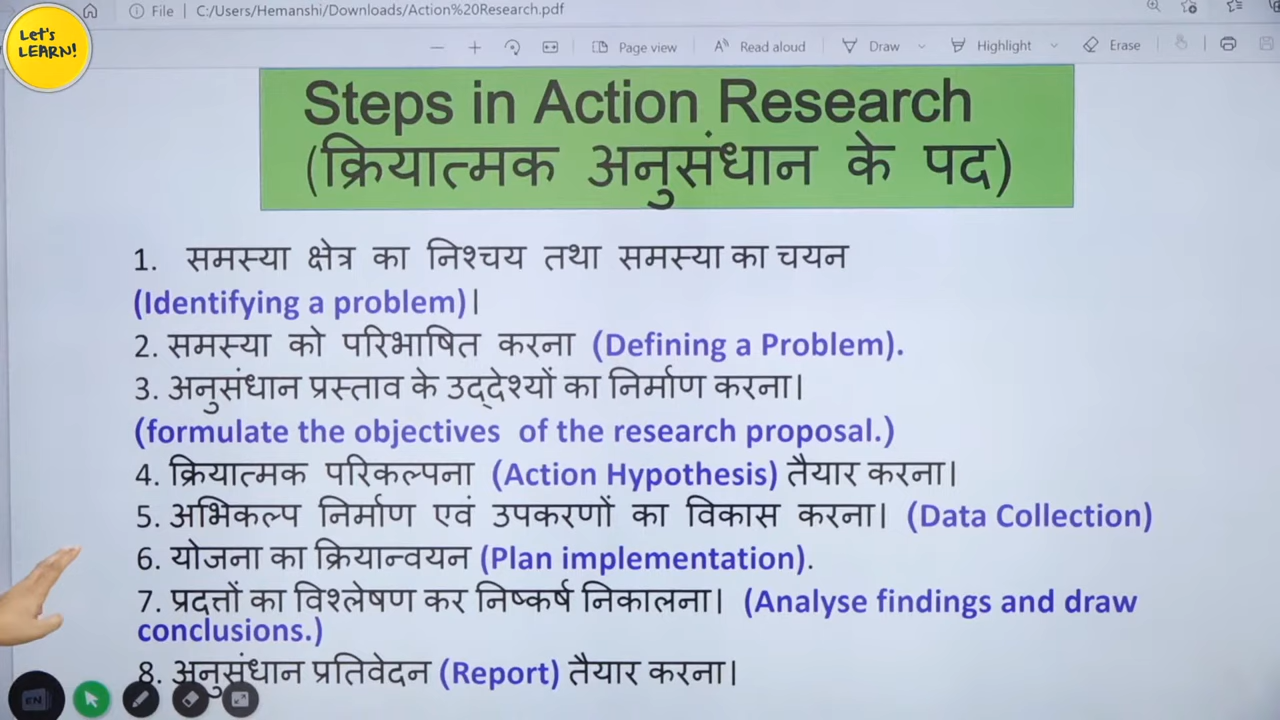 Let's
LEARN!
File | C:/Users/Hemanshi/Downloads/Action%20Research.pdf
Page view Read aloud Draw Highlight Erase
Steps in Action Research
(क्रियात्मक अनुसंधान के पद)
1. समस्या क्षेत्र का निश्चय तथा समस्या का चयन
(Identifying a problem)|
2. समस्या को परिभाषित करना (Defining a Problem).
3. अनुसंधान प्रस्ताव के उद्देश्यों का निर्माण करना।
(formulate the objectives of the research proposal.)
4. क्रियात्मक परिकल्पना (Action Hypothesis) तैयार करना।
5. अभिकल्प निर्माण एवं उपकरणों का विकास करना। (Data Collection)
6. योजना का क्रियान्वयन (Plan implementation).
7. प्रदत्तों का विश्लेषण कर निष्कर्ष निकालना। (Analyse findings and draw
conclusions.)
8. अनुसंधान प्रतिवेदन (Report) तैयार करना।
EN